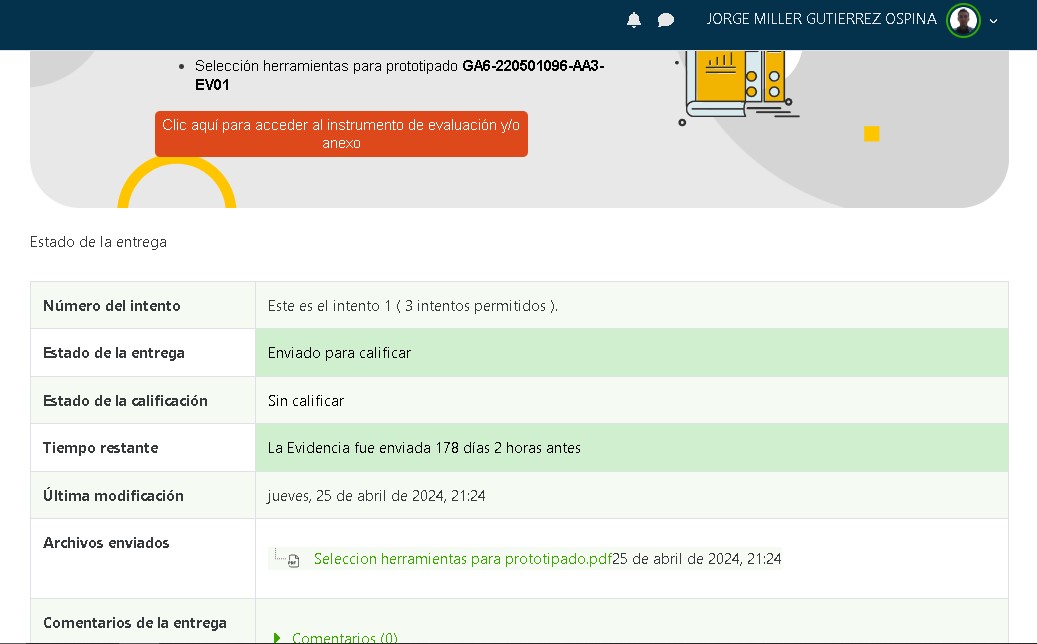 JORGE MILLER GUTIERREZ OSPINA
• Selección herramientas para prototipado GA6-220501096-AA3-
EV01
Clic aquí para acceder al instrumento de evaluación y/o
anexo
Estado de la entrega
Número del intento Este es el intento 1 ( 3 intentos permitidos ).
Estado de la entrega Enviado para calificar
Estado de la calificación Sin calificar
Tiempo restante La Evidencia fue enviada 178 días 2 horas antes
Última modificación jueves, 25 de abril de 2024, 21:24
Archivos enviados
Seleccion herramientas para prototipado.pdf25 de abril de 2024, 21:24
Comentarios de la entrega
Comentarios (0)